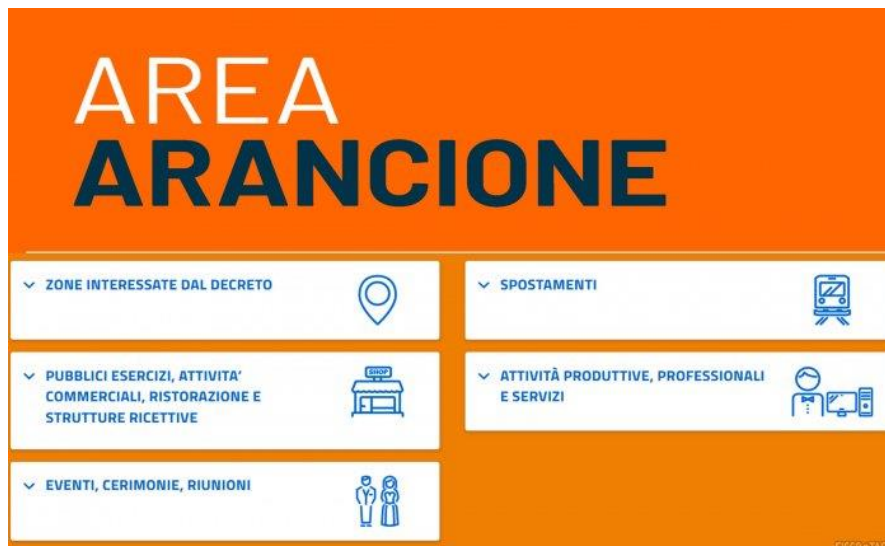 AREA
ARANCIONE
ZONE INTERESSATE DAL DECRETO
SPOSTAMENTI
PUBBLICI ESERCIZI, ATTIVITA'
COMMERCIALI, RISTORAZIONE E
STRUTTURE RICETTIVE
SHOP
ATTIVITÀ PRODUTTIVE, PROFESSIONALI
E SERVIZI
EVENTI, CERIMONIE, RIUNIONI